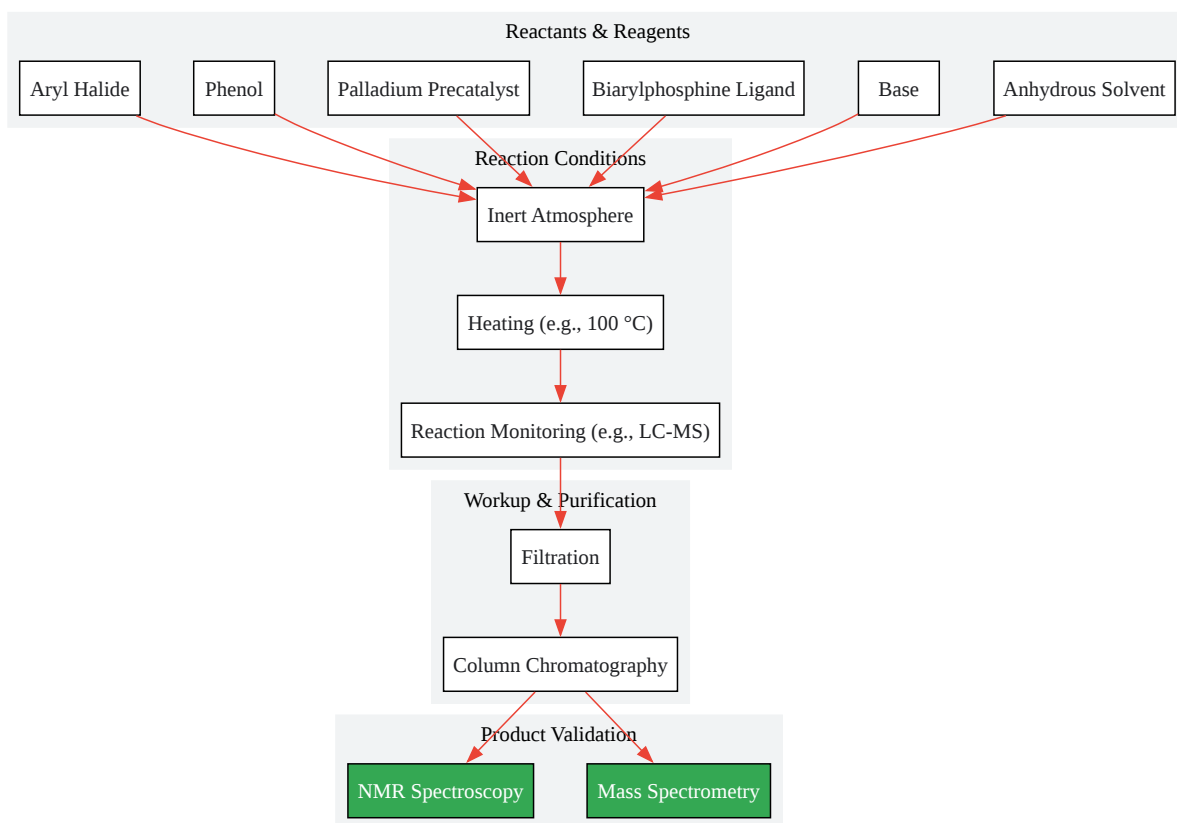 Reactants & Reagents
Aryl Halide
Phenol
Palladium Precatalyst
Biarylphosphine Ligand
Base
Anhydrous Solvent
Reaction Conditions
Inert Atmosphere
Heating (e.g., 100 °C)
Reaction Monitoring (e.g., LC-MS)
Workup & Purification
Filtration
Column Chromatography
Product Validation
NMR Spectroscopy
Mass Spectrometry